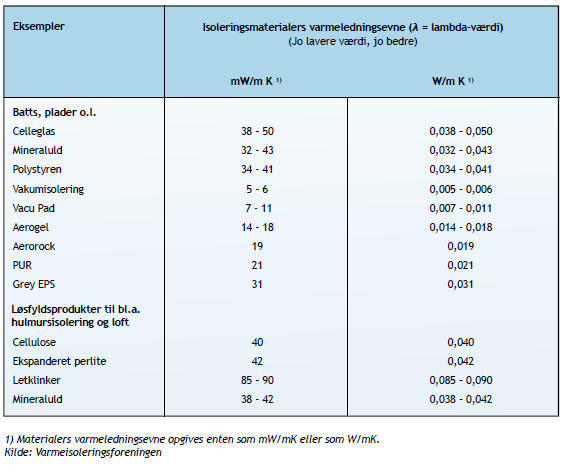 Eksempler Isoleringsmaterialers varmeledningsevne (λ = lambda-værdi)
(Jo lavere værdi, jo bedre)
mW/m K 1) W/m K 1)
Batts, plader o.l.
Celleglas 38 - 50 0,038 - 0,050
Mineraluld 32 - 43 0,032 - 0,043
Polystyren 34 - 41 0,034 - 0,041
Vakumisolering 5 - 6 0,005 - 0,006
Vacu Pad 7 - 11 0,007 - 0,011
Aerogel 14 - 18 0,014 - 0,018
Aerorock 19 0,019
PUR 21 0,021
Grey EPS 31 0,031
Løsfyldsprodukter til bl.a.
hulmursisolering og loft
Cellulose 40 0,040
Ekspanderet perlite 42 0,042
Letklinker 85 - 90 0,085 - 0,090
Mineraluld 38 - 42 0,038 - 0,042
1) Materialers varmeledningsevne opgives enten som mW/mK eller som W/mK.
Kilde: Varmeisoleringsforeningen